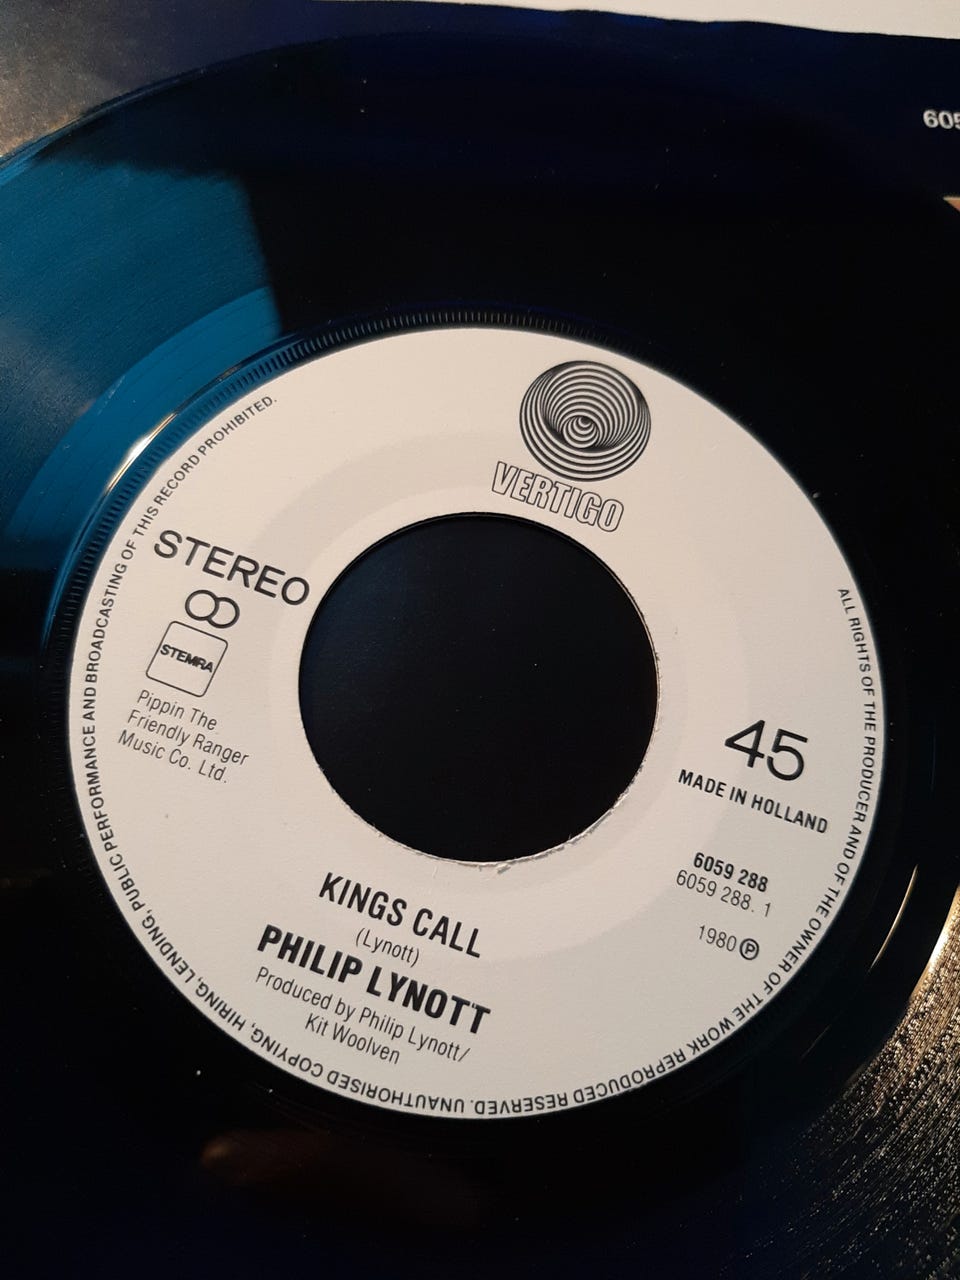 605
VERTIGO
STEREO
STEMRA
Pippin The
Friendly Ranger
Music Co. Ltd.
45
MADE IN HOLLAND
6059 288
6059 288. 1
1980 Ⓟ
KINGS CALL
(Lynott)
PHILIP LYNOTT
Produced by Philip Lynott/
Kit Woolven
ALL RIGHTS OF THE PRODUCER AND OF THE OWNER OF THE WORK REPRODUCED RESERVED. UNAUTHORISED COPYING, HIRING, LENDING, PUBLIC PERFORMANCE AND BROADCASTING OF THIS RECORD PROHIBITED.